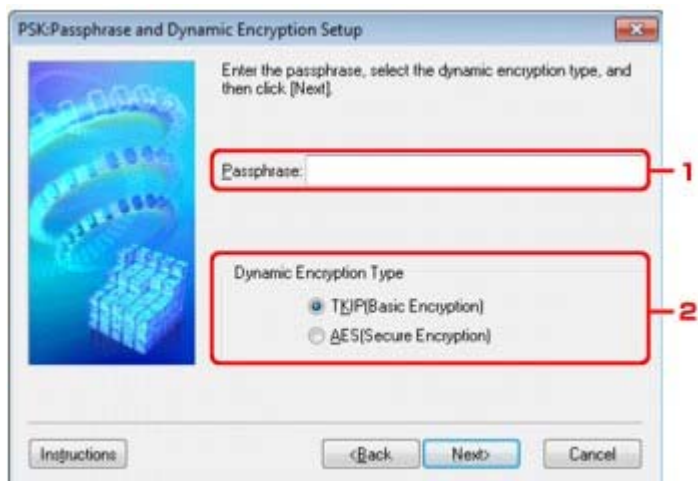 PSK:Passphrase and Dynamic Encryption Setup
Enter the passphrase, select the dynamic encryption type, and
then click [Next].
Passphrase:
1
Dynamic Encryption Type
TKIP(Basic Encryption)
AES(Secure Encryption)
2
Instructions
<Back
Next>
Cancel